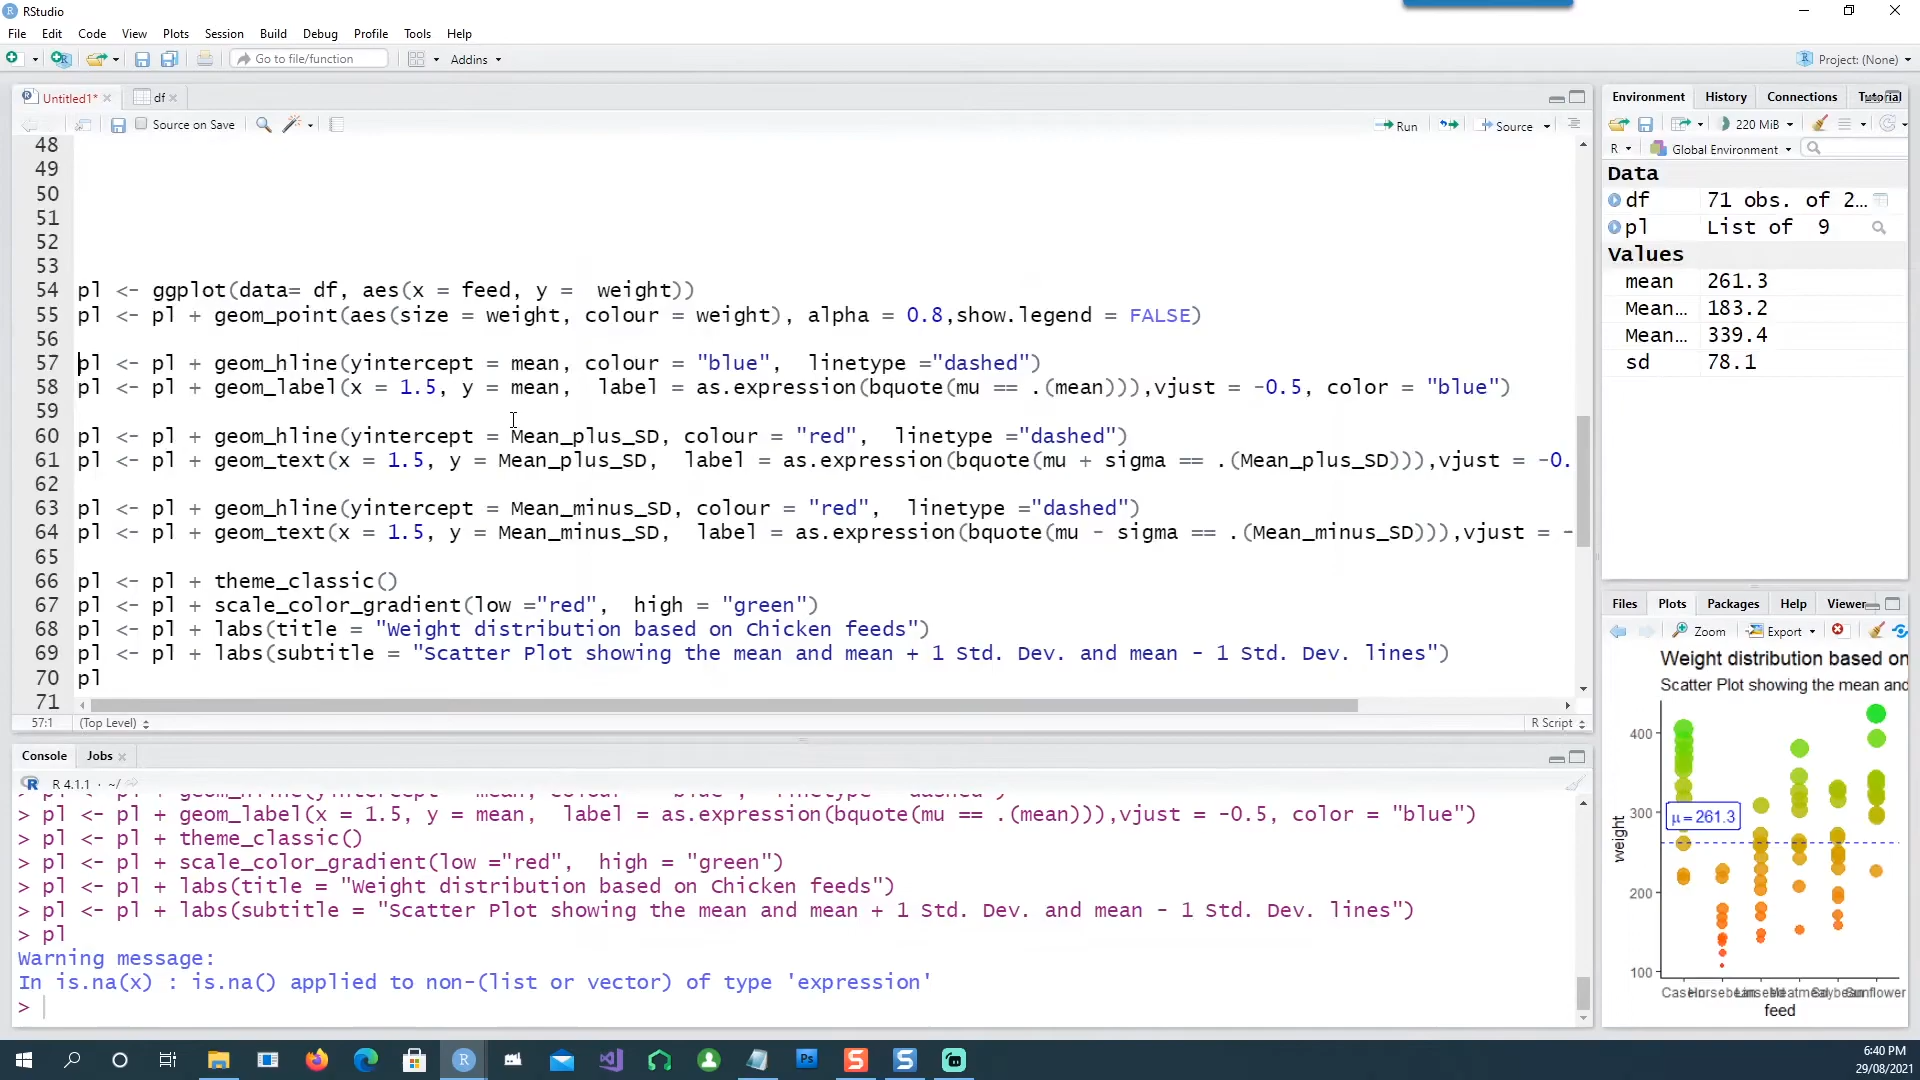 RStudio
File Edit Code View Plots Session Build Debug Profile Tools Help
Go to file/function Addins Project: (None)
Untitled1* df
Source on Save Run Source
48
49
50
51
52
53
54 pl <- ggplot(data= df, aes(x = feed, y =  weight))
55 pl <- pl + geom_point(aes(size = weight, colour = weight), alpha = 0.8,show.legend = FALSE)
56
57 pl <- pl + geom_hline(yintercept = mean, colour = "blue",  linetype ="dashed")
58 pl <- pl + geom_label(x = 1.5, y = mean,  label = as.expression(bquote(mu == .(mean))),vjust = -0.5, color = "blue")
59
60 pl <- pl + geom_hline(yintercept = Mean_plus_SD, colour = "red",  linetype ="dashed")
61 pl <- pl + geom_text(x = 1.5, y = Mean_plus_SD,  label = as.expression(bquote(mu + sigma == .(Mean_plus_SD))),vjust = -0.
62
63 pl <- pl + geom_hline(yintercept = Mean_minus_SD, colour = "red",  linetype ="dashed")
64 pl <- pl + geom_text(x = 1.5, y = Mean_minus_SD,  label = as.expression(bquote(mu - sigma == .(Mean_minus_SD))),vjust = -
65
66 pl <- pl + theme_classic()
67 pl <- pl + scale_color_gradient(low ="red",  high = "green")
68 pl <- pl + labs(title = "Weight distribution based on Chicken feeds")
69 pl <- pl + labs(subtitle = "Scatter Plot showing the mean and mean + 1 Std. Dev. and mean - 1 Std. Dev. lines")
70 pl
71
57:1 (Top Level) R Script
Console Jobs
R 4.1.1 · ~/
> pl <- pl + geom_hline(yintercept = mean, colour = "blue",  linetype ="dashed")
> pl <- pl + geom_label(x = 1.5, y = mean,  label = as.expression(bquote(mu == .(mean))),vjust = -0.5, color = "blue")
> pl <- pl + theme_classic()
> pl <- pl + scale_color_gradient(low ="red",  high = "green")
> pl <- pl + labs(title = "Weight distribution based on Chicken feeds")
> pl <- pl + labs(subtitle = "Scatter Plot showing the mean and mean + 1 Std. Dev. and mean - 1 Std. Dev. lines")
> pl
Warning message:
In is.na(x) : is.na() applied to non-(list or vector) of type 'expression'
>
Environment History Connections Tutorial
220 MiB
R Global Environment
Data
df 71 obs. of 2…
pl List of  9
Values
mean 261.3
Mean… 183.2
Mean… 339.4
sd 78.1
Files Plots Packages Help Viewer
Zoom Export
Weight distribution based on
Scatter Plot showing the mean and
400
300
200
100
weight
μ = 261.3
Sunflower
feed
Ps S S
6:40 PM
29/08/2021